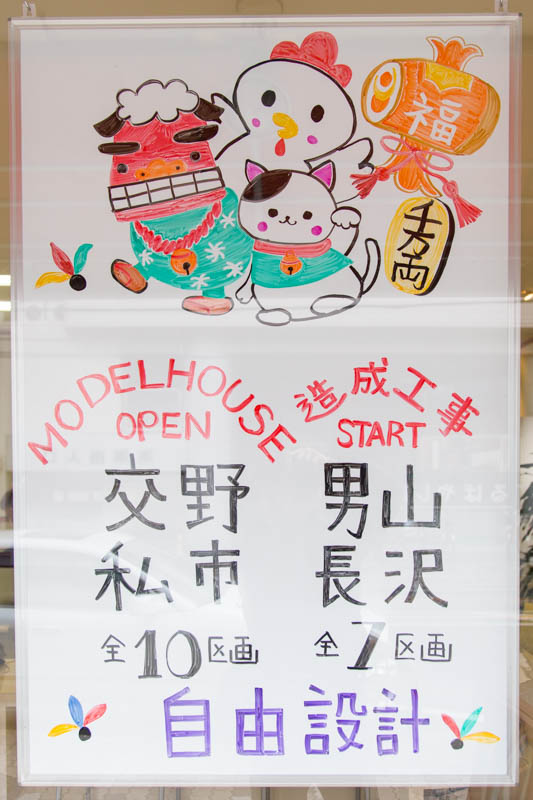 福
千万両
MODELHOUSE
OPEN
交野
私市
全10区画
造成工事
START
男山
長沢
全7区画
自由設計